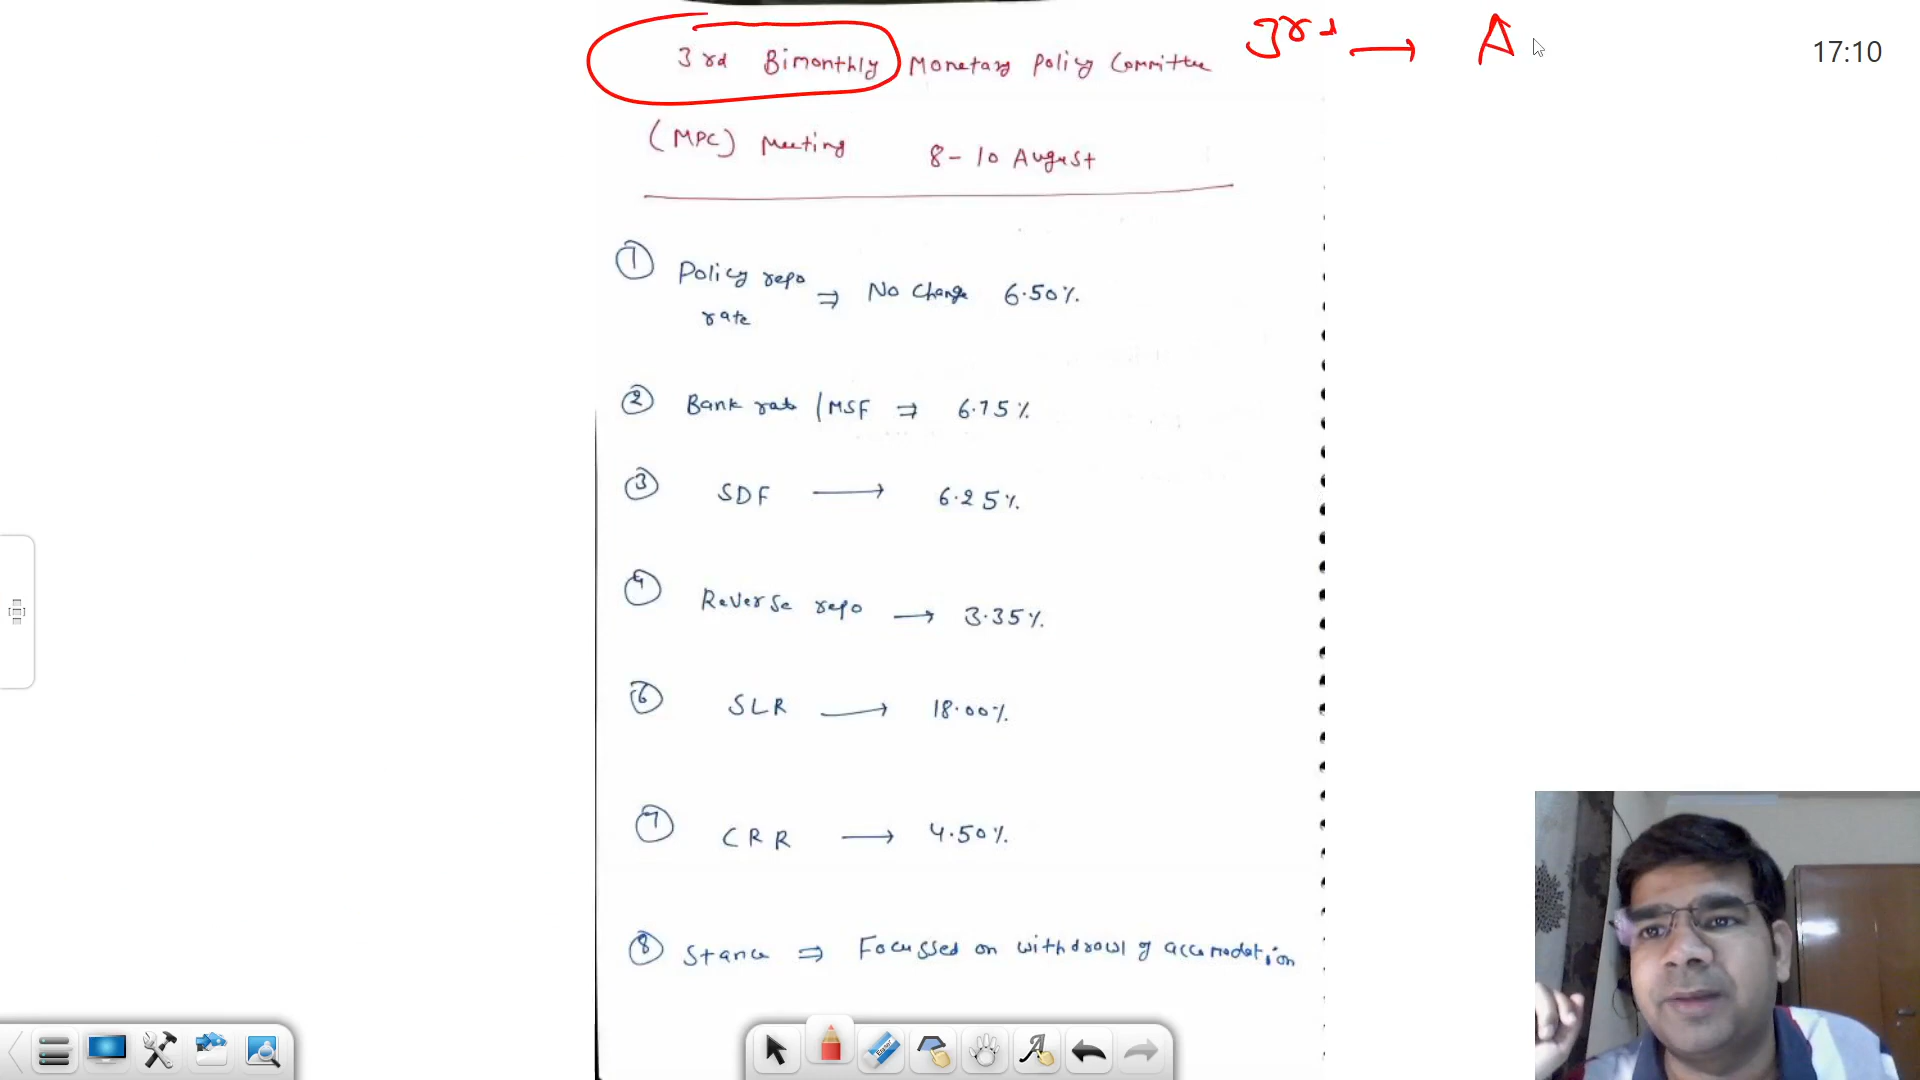 3rd Bimonthly Monetary Policy Committee 3rd → A
17:10
(MPC) Meeting 8-10 August
① Policy repo rate ⇒ No Change 6.50%.
② Bank rate /MSF ⇒ 6.75%
③ SDF → 6.25%.
④ Reverse repo → 3.35%.
⑥ SLR → 18.00%.
⑦ CRR → 4.50%.
⑧ Stance ⇒ Focussed on withdrawl of accomodation
Eraser
A